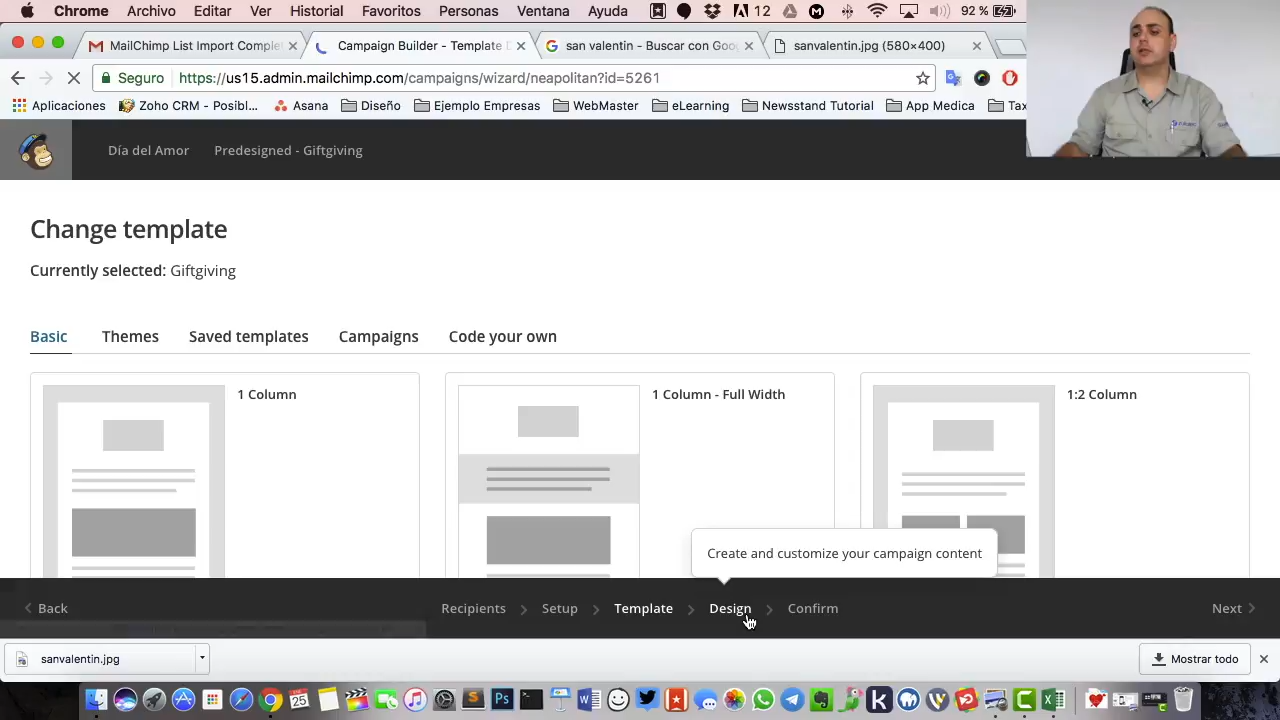 Chrome Archivo Editar Ver Historial Favoritos Personas Ventana Ayuda 12 92 %
MailChimp List Import Complet
Campaign Builder - Template D
san valentin - Buscar con Goo
sanvalentin.jpg (580×400)
Seguro https://us15.admin.mailchimp.com/campaigns/wizard/neapolitan?id=5261
Aplicaciones Zoho CRM - Posibl... Asana Diseño Ejemplo Empresas WebMaster eLearning Newsstand Tutorial App Medica Tax
Día del Amor Predesigned - Giftgiving
Change template
Currently selected: Giftgiving
Basic Themes Saved templates Campaigns Code your own
1 Column 1 Column - Full Width 1:2 Column
Create and customize your campaign content
Back Recipients Setup Template Design Confirm Next
sanvalentin.jpg Mostrar todo